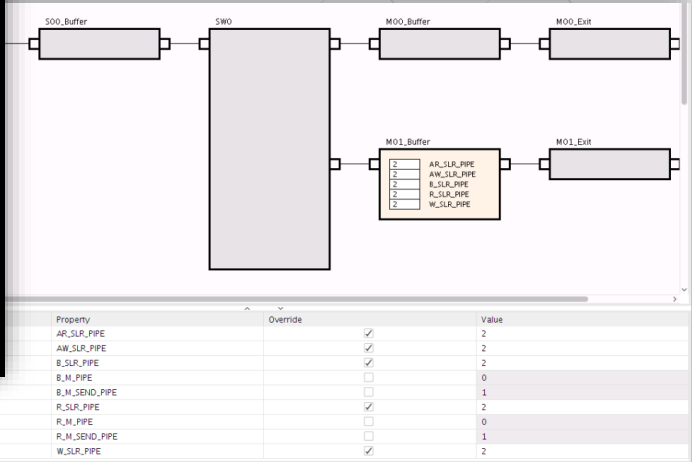 S00_Buffer
SW0
M00_Buffer
M00_Exit
M01_Buffer
M01_Exit
2 AR_SLR_PIPE
2 AW_SLR_PIPE
2 B_SLR_PIPE
2 R_SLR_PIPE
2 W_SLR_PIPE
Property Override Value
AR_SLR_PIPE 2
AW_SLR_PIPE 2
B_SLR_PIPE 2
B_M_PIPE 0
B_M_SEND_PIPE 1
R_SLR_PIPE 2
R_M_PIPE 0
R_M_SEND_PIPE 1
W_SLR_PIPE 2